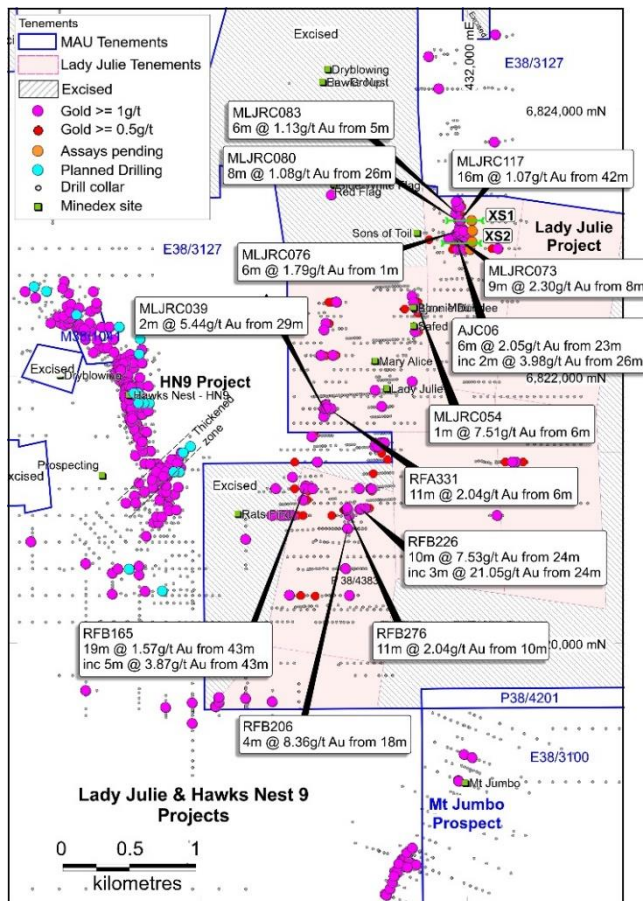 Tenements
MAU Tenements
Lady Julie Tenements
Excised
Gold >= 1g/t
Gold >= 0.5g/t
Assays pending
Planned Drilling
Drill collar
Minedex site
Excised
Dryblowing
432,000 mE
Excised
E38/3127
6,824,000 mN
MLJRC083
6m @ 1.13g/t Au from 5m
MLJRC080
8m @ 1.08g/t Au from 26m
MLJRC117
16m @ 1.07g/t Au from 42m
Red Flag
XS1
XS2
Sons of Toil
Lady Julie
Project
E38/3127
MLJRC076
6m @ 1.79g/t Au from 1m
MLJRC073
9m @ 2.30g/t Au from 8m
MLJRC039
2m @ 5.44g/t Au from 29m
AJC06
6m @ 2.05g/t Au from 23m
inc 2m @ 3.98g/t Au from 26m
Safed
Mary Alice
Lady Julie
6,822,000 mN
Excised
Dryblowing
HN9 Project
Hawks Nest - HN9
Thickened
zone
MLJRC054
1m @ 7.51g/t Au from 6m
Prospecting
Excised
Excised
RFA331
11m @ 2.04g/t Au from 6m
RFB226
10m @ 7.53g/t Au from 24m
inc 3m @ 21.05g/t Au from 24m
38/4383
RFB165
19m @ 1.57g/t Au from 43m
inc 5m @ 3.87g/t Au from 43m
RFB276
11m @ 2.04g/t Au from 10m
20,000 mN
RFB206
4m @ 8.36g/t Au from 18m
P38/4201
E38/3100
Mt Jumbo
Mt Jumbo
Prospect
Lady Julie & Hawks Nest 9
Projects
0 0.5 1
kilometres